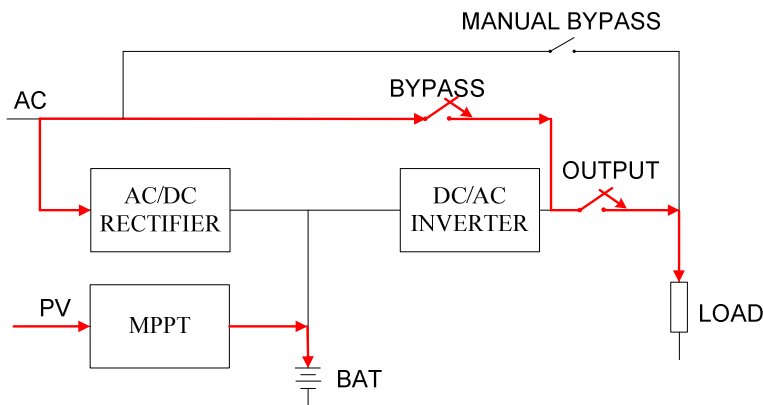 MANUAL BYPASS
AC
BYPASS
AC/DC
RECTIFIER
DC/AC
INVERTER
OUTPUT
PV
MPPT
LOAD
BAT